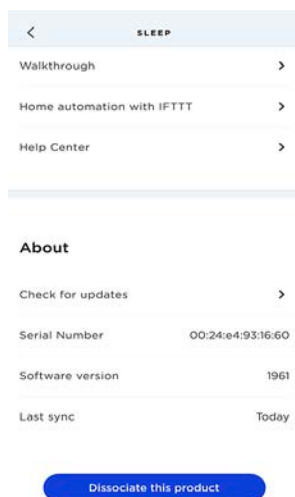 SLEEP
Walkthrough
Home automation with IFTTT
Help Center
About
Check for updates
Serial Number 00:24:e4:93:16:60
Software version 1961
Last sync Today
Dissociate this product